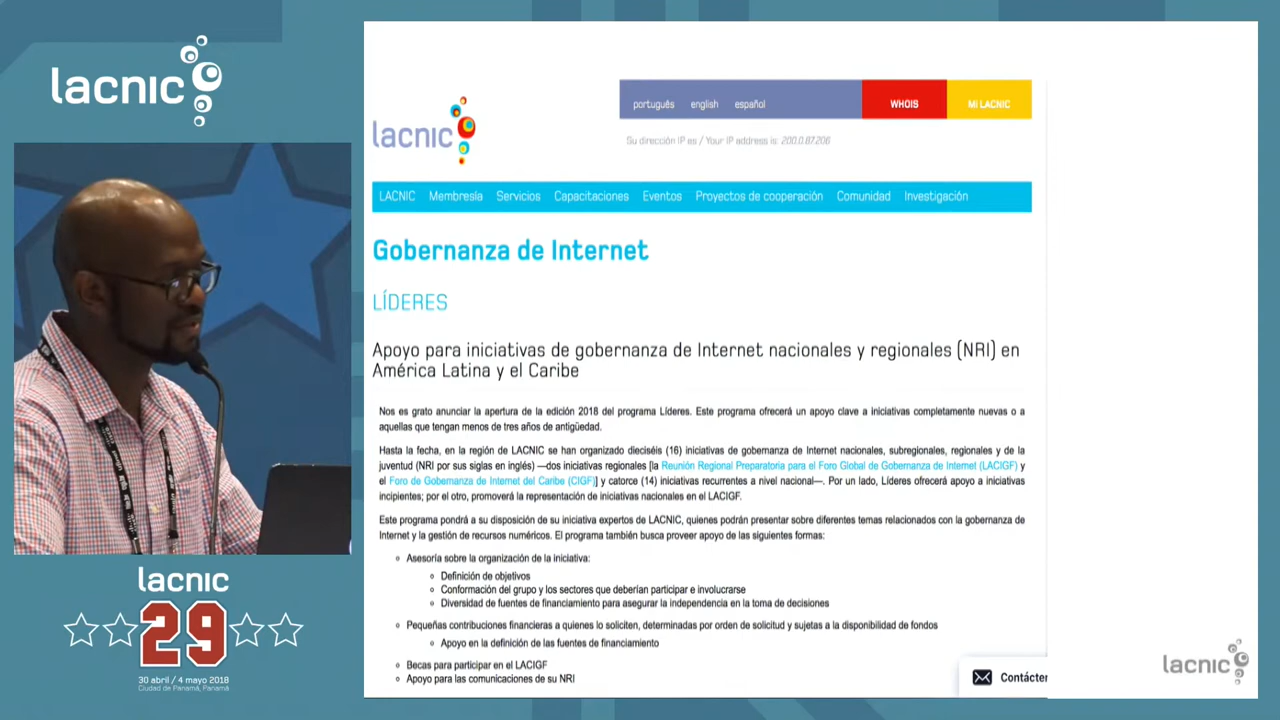 lacnic
lacnic
29
30 abril / 4 mayo 2018
Ciudad de Panamá, Panamá
lacnic
português english español
WHOIS
MI LACNIC
Su dirección IP es / Your IP address is: 200.0.87.206
LACNIC Membresía Servicios Capacitaciones Eventos Proyectos de cooperación Comunidad Investigación
Gobernanza de Internet
LÍDERES
Apoyo para iniciativas de gobernanza de Internet nacionales y regionales (NRI) en
América Latina y el Caribe
Nos es grato anunciar la apertura de la edición 2018 del programa Líderes. Este programa ofrecerá un apoyo clave a iniciativas completamente nuevas o a
aquellas que tengan menos de tres años de antigüedad.
Hasta la fecha, en la región de LACNIC se han organizado dieciséis (16) iniciativas de gobernanza de Internet nacionales, subregionales, regionales y de la
juventud (NRI por sus siglas en inglés) —dos iniciativas regionales [la Reunión Regional Preparatoria para el Foro Global de Gobernanza de Internet (LACIGF) y
el Foro de Gobernanza de Internet del Caribe (CIGF)] y catorce (14) iniciativas recurrentes a nivel nacional—. Por un lado, Líderes ofrecerá apoyo a iniciativas
incipientes; por el otro, promoverá la representación de iniciativas nacionales en el LACIGF.
Este programa pondrá a su disposición de su iniciativa expertos de LACNIC, quienes podrán presentar sobre diferentes temas relacionados con la gobernanza de
Internet y la gestión de recursos numéricos. El programa también busca proveer apoyo de las siguientes formas:
Asesoría sobre la organización de la iniciativa:
Definición de objetivos
Conformación del grupo y los sectores que deberían participar e involucrarse
Diversidad de fuentes de financiamiento para asegurar la independencia en la toma de decisiones
Pequeñas contribuciones financieras a quienes lo soliciten, determinadas por orden de solicitud y sujetas a la disponibilidad de fondos
Apoyo en la definición de las fuentes de financiamiento
Becas para participar en el LACIGF
Apoyo para las comunicaciones de su NRI
Contácten
lacnic